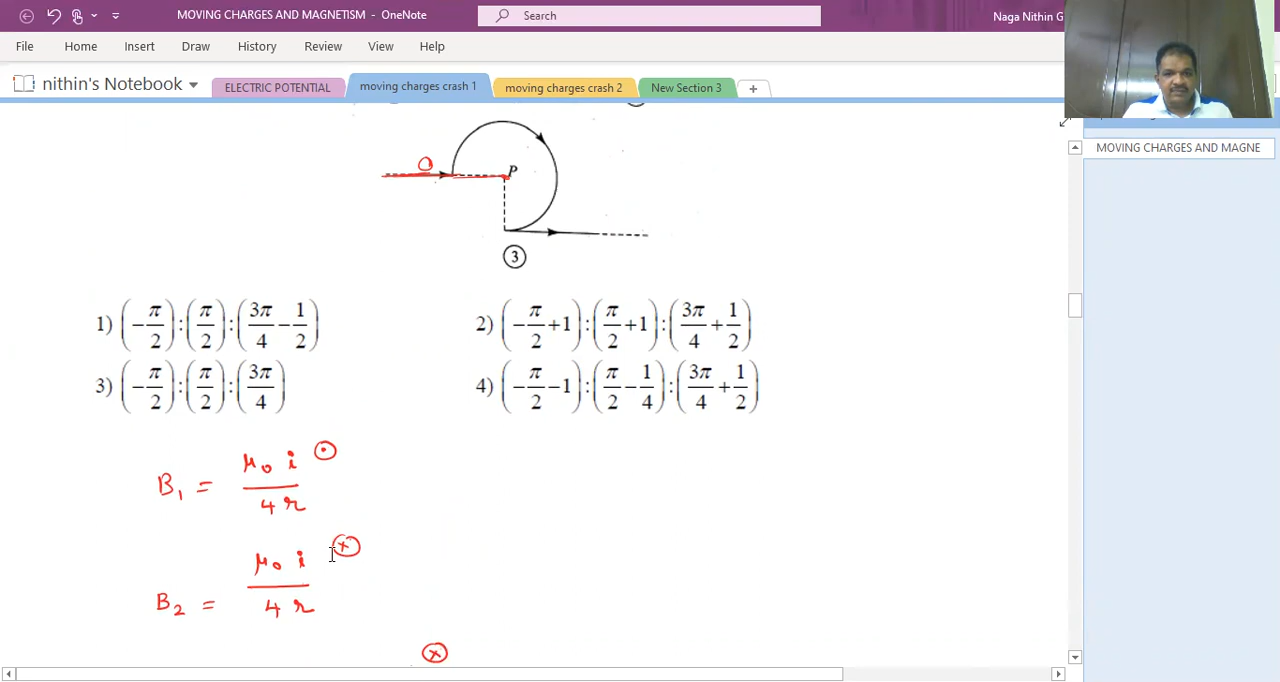 MOVING CHARGES AND MAGNETISM - OneNote
Search
Naga Nithin G
File Home Insert Draw History Review View Help
nithin's Notebook
ELECTRIC POTENTIAL
moving charges crash 1
moving charges crash 2
New Section 3
MOVING CHARGES AND MAGNE
O
P
3
1) (-π/2) : (π/2) : (3π/4 - 1/2)
2) (-π/2 + 1) : (π/2 + 1) : (3π/4 + 1/2)
3) (-π/2) : (π/2) : (3π/4)
4) (-π/2 - 1) : (π/2 - 1/4) : (3π/4 + 1/2)
B₁ = μ₀ i / 4 r ⊙
B₂ = μ₀ i / 4 r ⊗
⊗